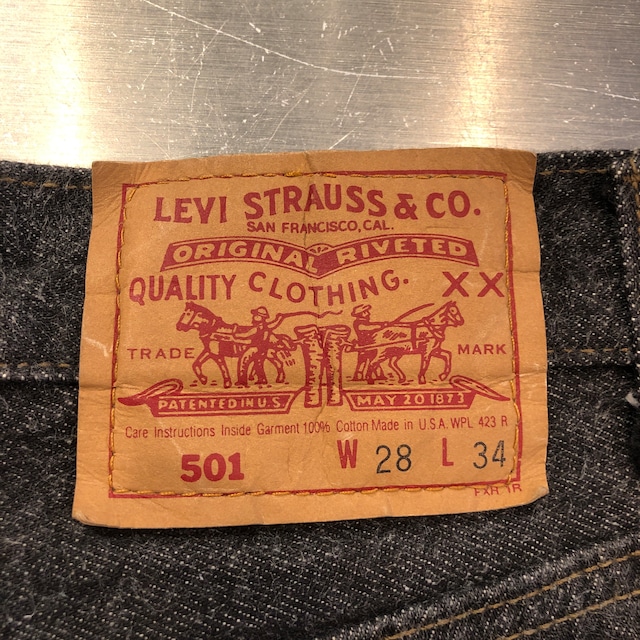 LEVI STRAUSS & CO.
SAN FRANCISCO, CAL.
ORIGINAL RIVETED
QUALITY CLOTHING. XX
TRADE MARK
PATENTED IN U.S. MAY 20 1873
Care Instructions Inside Garment 100% Cotton Made in U.S.A. WPL 423 R
501 W 28 L 34